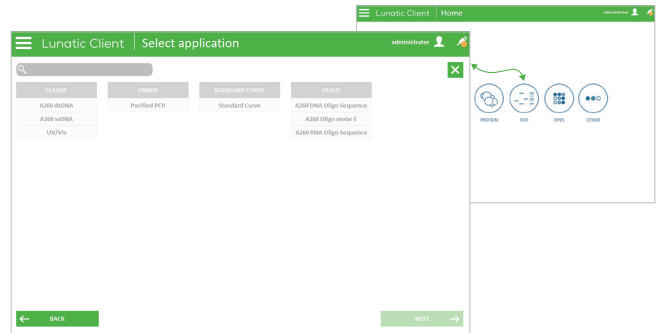 Lunatic Client Home administrator
Lunatic Client Select application administrator
CLASSIC UNMIX STANDARD CURVE OLIGO
A260 dsDNA Purified PCR Standard Curve A260 DNA Oligo Sequence
A260 ssDNA A260 Oligo molar E
UV/Vis A260 RNA Oligo Sequence
PROTEIN PCR DYES OTHER
BACK NEXT